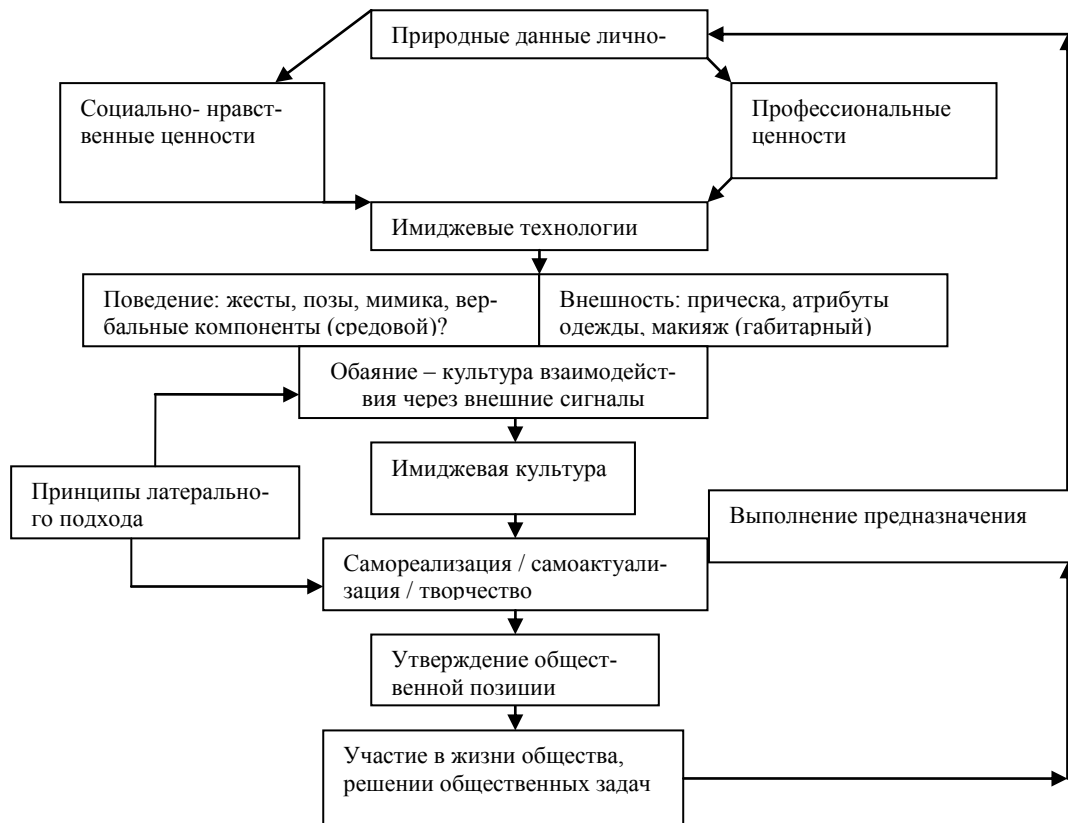 Природные данные лично-
Социально- нравст-
венные ценности
Профессиональные
ценности
Имиджевые технологии
Поведение: жесты, позы, мимика, вер-
бальные компоненты (средовой)?
Внешность: прическа, атрибуты
одежды, макияж (габитарный)
Обаяние – культура взаимодейст-
вия через внешние сигналы
Имиджевая культура
Принципы латерально-
го подхода
Выполнение предназначения
Самореализация / самоактуали-
зация / творчество
Утверждение общест-
венной позиции
Участие в жизни общества,
решении общественных задач